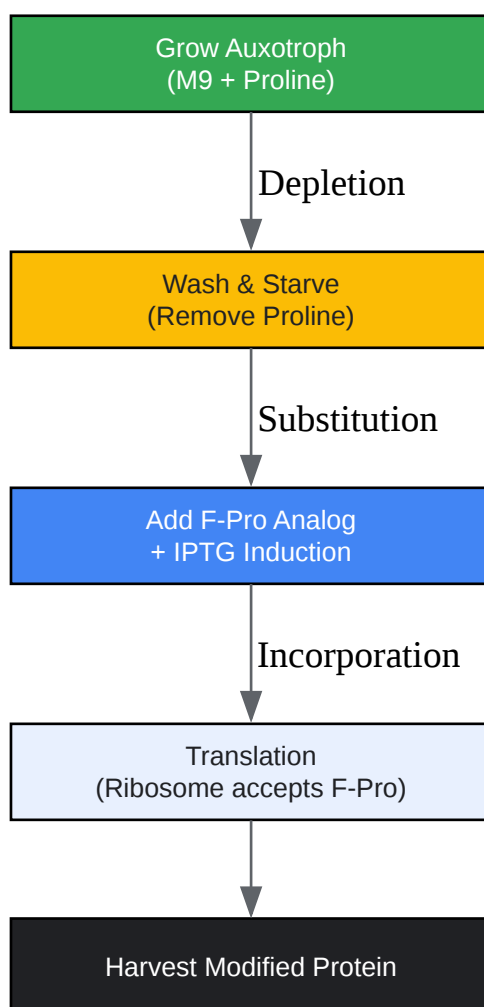 Grow Auxotroph
(M9 + Proline)
Depletion
Wash & Starve
(Remove Proline)
Substitution
Add F-Pro Analog
+ IPTG Induction
Incorporation
Translation
(Ribosome accepts F-Pro)
Harvest Modified Protein